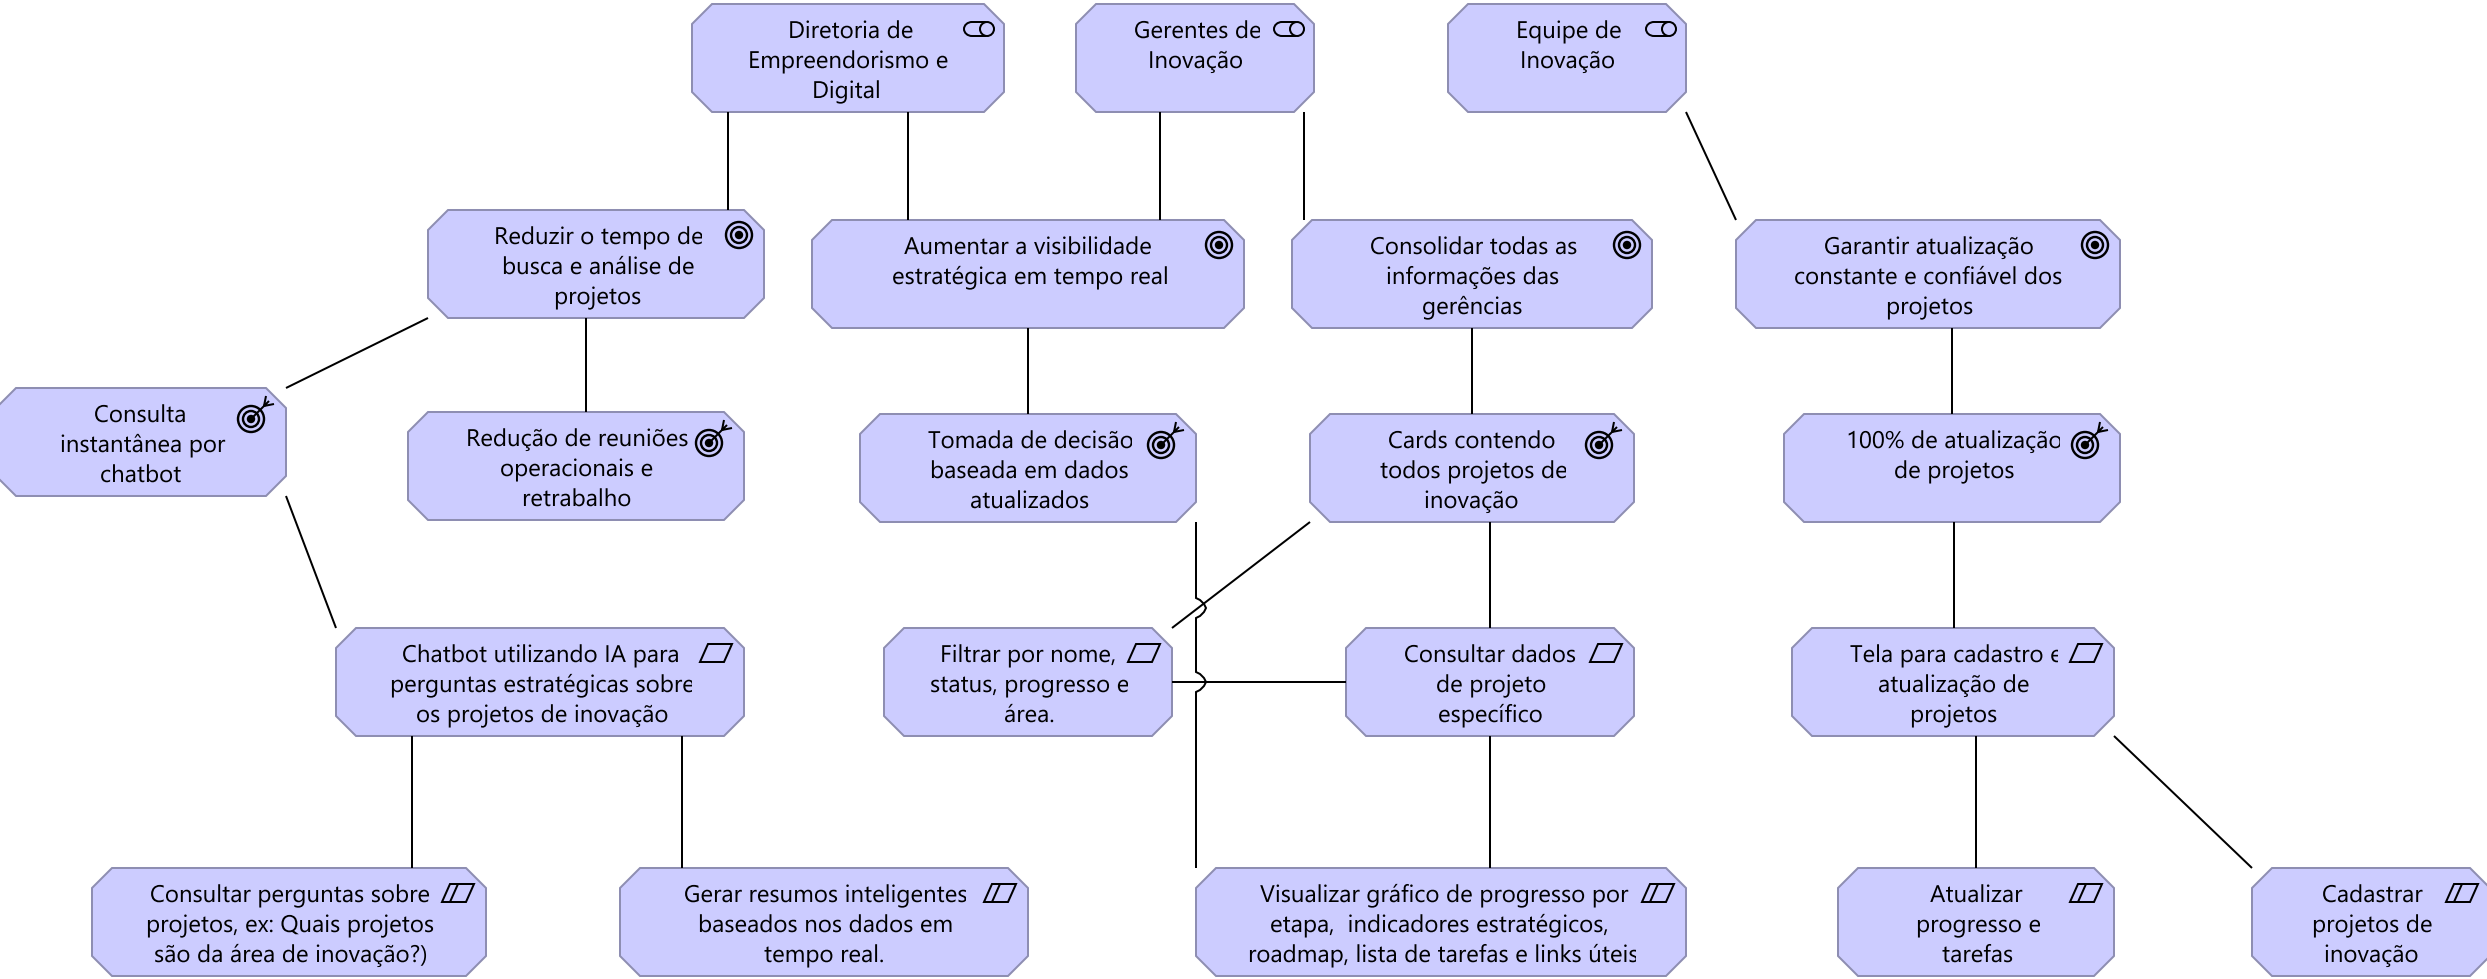 Diretoria de
Empreendorismo e
Digital
Gerentes de
Inovação
Equipe de
Inovação
Reduzir o tempo de
busca e análise de
projetos
Aumentar a visibilidade
estratégica em tempo real
Consolidar todas as
informações das
gerências
Garantir atualização
constante e confiável dos
projetos
Consulta
instantânea por
chatbot
Redução de reuniões
operacionais e
retrabalho
Tomada de decisão
baseada em dados
atualizados
Cards contendo
todos projetos de
inovação
100% de atualização
de projetos
Chatbot utilizando IA para
perguntas estratégicas sobre
os projetos de inovação
Filtrar por nome,
status, progresso e
área.
Consultar dados
de projeto
específico
Tela para cadastro e
atualização de
projetos
Consultar perguntas sobre
projetos, ex: Quais projetos
são da área de inovação?)
Gerar resumos inteligentes
baseados nos dados em
tempo real.
Visualizar gráfico de progresso por
etapa, indicadores estratégicos,
roadmap, lista de tarefas e links úteis
Atualizar
progresso e
tarefas
Cadastrar
projetos de
inovação